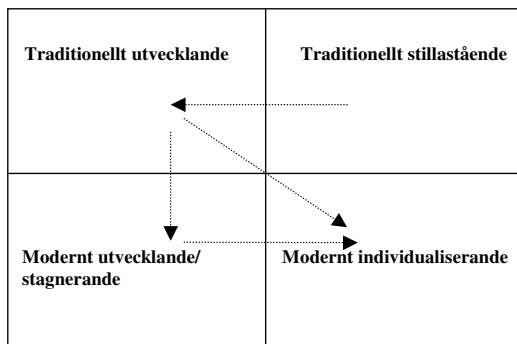 Traditionellt utvecklande
Traditionellt stillastående
Modernt utvecklande/
stagnerande
Modernt individualiserande